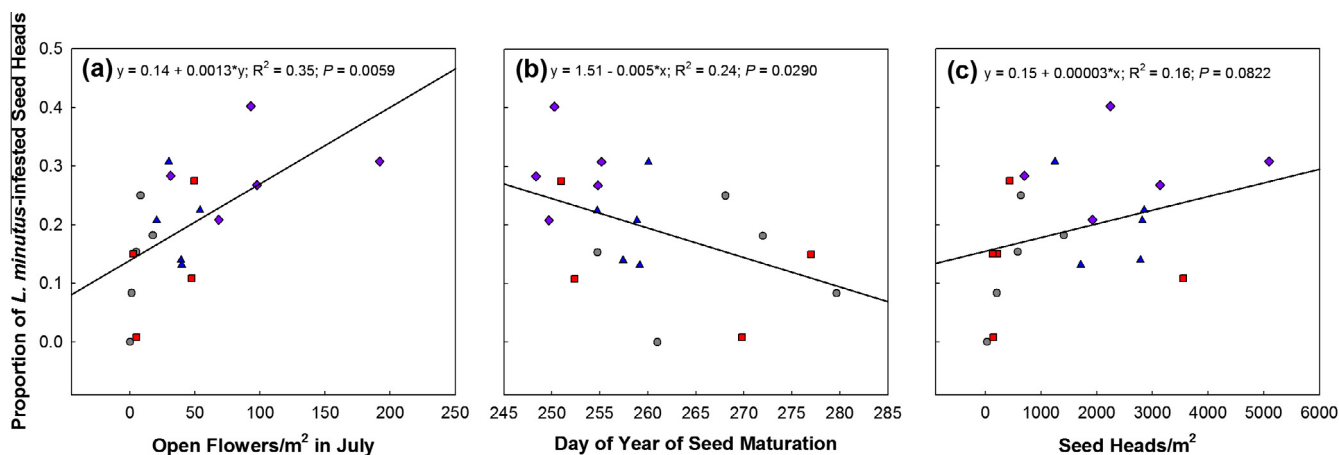 Proportion of L. minutus-infested Seed Heads
0.5
0.4
0.3
0.2
0.1
0.0
(a) y = 0.14 + 0.0013*y; R² = 0.35; P = 0.0059
0 50 100 150 200 250
Open Flowers/m² in July
(b) y = 1.51 - 0.005*x; R² = 0.24; P = 0.0290
245 250 255 260 265 270 275 280 285
Day of Year of Seed Maturation
(c) y = 0.15 + 0.00003*x; R² = 0.16; P = 0.0822
0 1000 2000 3000 4000 5000 6000
Seed Heads/m²